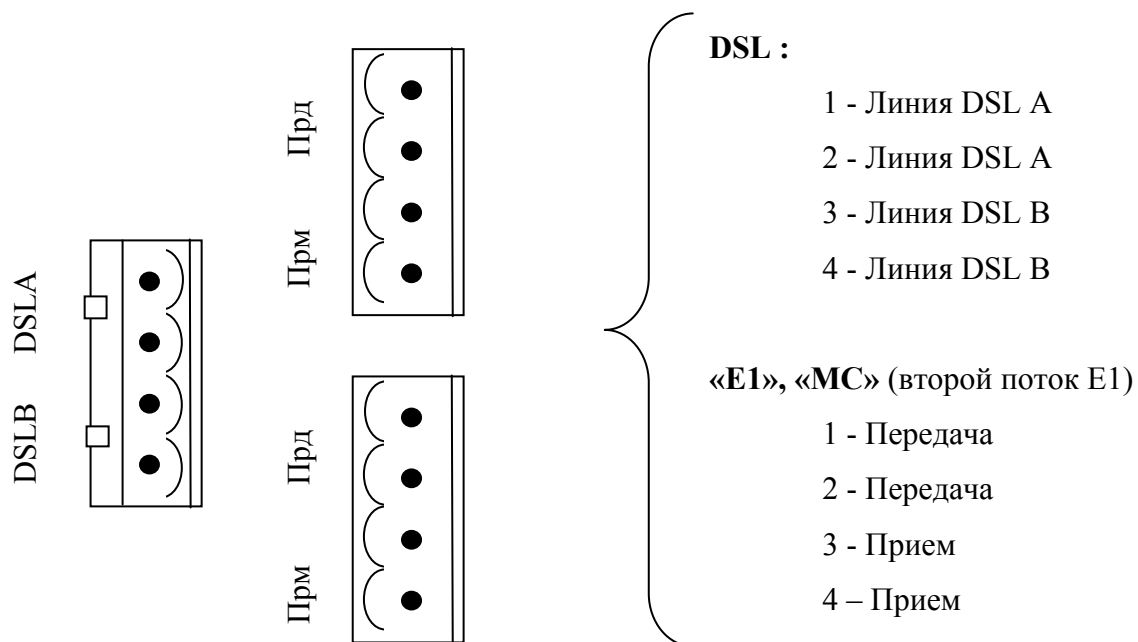 DSLA
DSLB
Прд
Прм
Прд
Прм
DSL :
1 - Линия DSL A
2 - Линия DSL A
3 - Линия DSL B
4 - Линия DSL B
«E1», «МС» (второй поток E1)
1 - Передача
2 - Передача
3 - Прием
4 – Прием